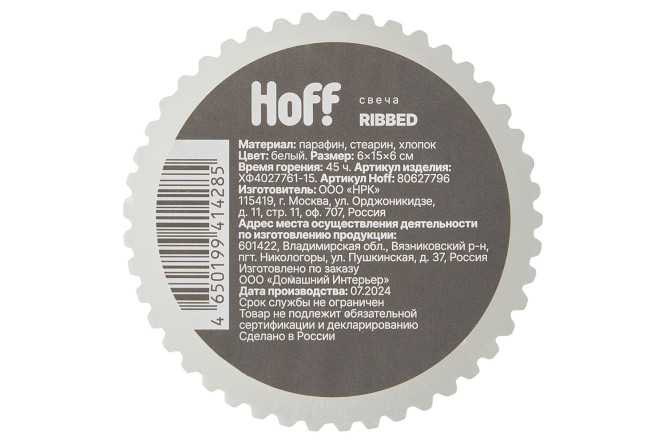 Hoff
свеча
RIBBED
Материал: парафин, стеарин, хлопок
Цвет: белый. Размер: 6×15×6 см
Время горения: 45 ч. Артикул изделия:
ХФ4027761-15. Артикул Hoff: 80627796
Изготовитель: ООО «НРК»
115419, г. Москва, ул. Орджоникидзе,
д. 11, стр. 11, оф. 707, Россия
Адрес места осуществления деятельности
по изготовлению продукции:
601422, Владимирская обл., Вязниковский р-н,
пгт. Никологоры, ул. Пушкинская, д. 37, Россия
Изготовлено по заказу
ООО «Домашний Интерьер»
Дата производства: 07.2024
Срок службы не ограничен
Товар не подлежит обязательной
сертификации и декларированию
Сделано в России
4 650199 414285